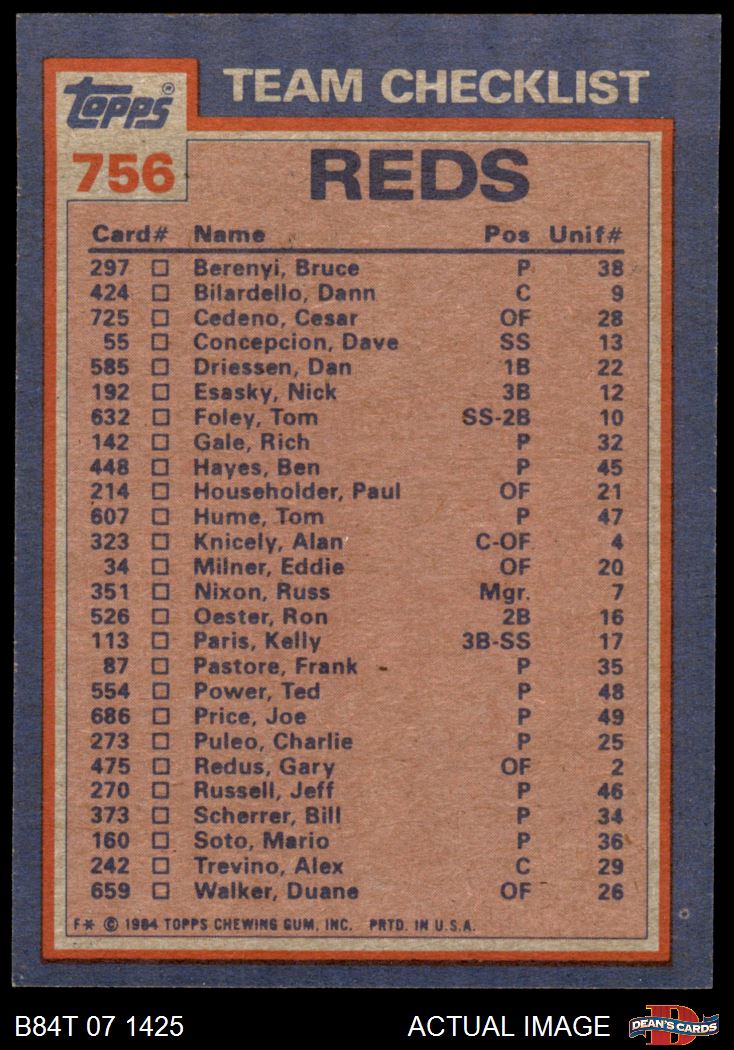 TEAM CHECKLIST
Topps®
756
REDS
Card# Name Pos Unif#
297 □ Berenyi, Bruce P 38
424 □ Bilardello, Dann C 9
725 □ Cedeno, Cesar OF 28
55 □ Concepcion, Dave SS 13
585 □ Driessen, Dan 1B 22
192 □ Esasky, Nick 3B 12
632 □ Foley, Tom SS-2B 10
142 □ Gale, Rich P 32
448 □ Hayes, Ben P 45
214 □ Householder, Paul OF 21
607 □ Hume, Tom P 47
323 □ Knicely, Alan C-OF 4
34 □ Milner, Eddie OF 20
351 □ Nixon, Russ Mgr. 7
526 □ Oester, Ron 2B 16
113 □ Paris, Kelly 3B-SS 17
87 □ Pastore, Frank P 35
554 □ Power, Ted P 48
686 □ Price, Joe P 49
273 □ Puleo, Charlie P 25
475 □ Redus, Gary OF 2
270 □ Russell, Jeff P 46
373 □ Scherrer, Bill P 34
160 □ Soto, Mario P 36
242 □ Trevino, Alex C 29
659 □ Walker, Duane OF 26
F* © 1984 TOPPS CHEWING GUM, INC. PRTD. IN U.S.A.
B84T 07 1425 ACTUAL IMAGE DEAN'S CARDS